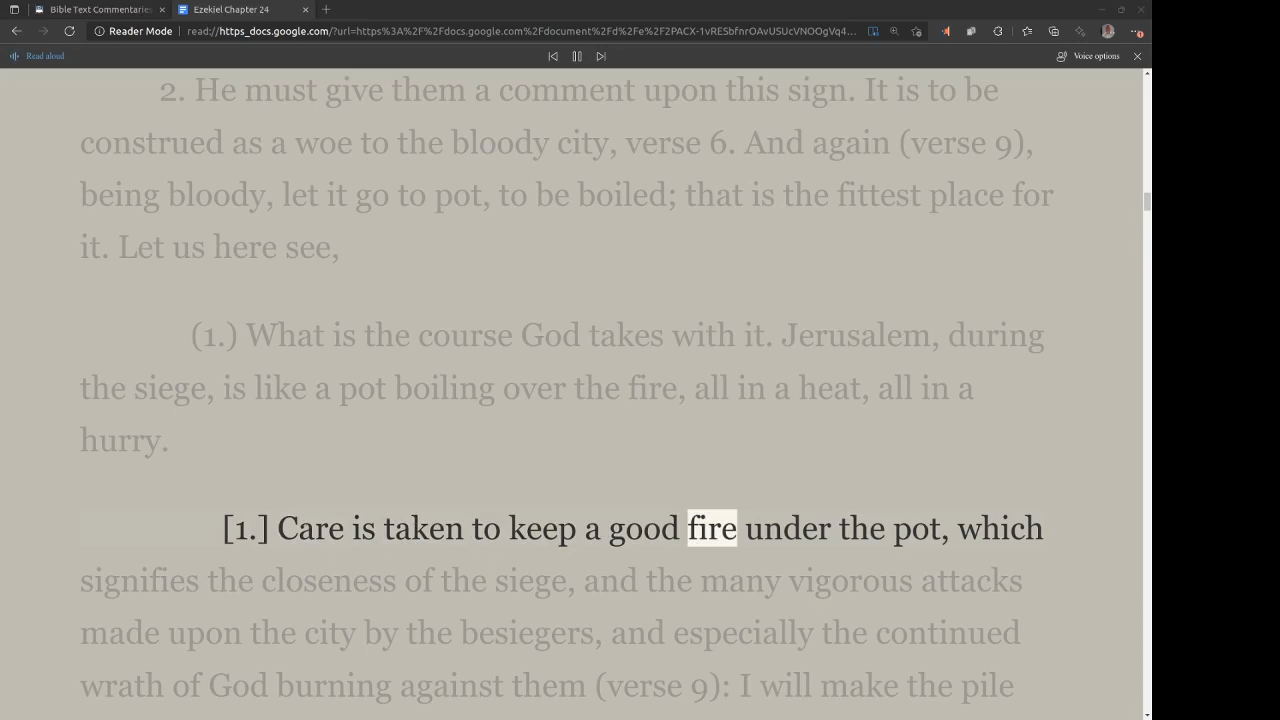 Bible Text Commentaries
Ezekiel Chapter 24
Reader Mode
read://https_docs.google.com/?url=https%3A%2F%2Fdocs.google.com%2Fdocument%2Fd%2Fe%2F2PACX-1vRESbfnrOAvUSUcVNOOgVq4...
Read aloud
Voice options
2. He must give them a comment upon this sign. It is to be
construed as a woe to the bloody city, verse 6. And again (verse 9),
being bloody, let it go to pot, to be boiled; that is the fittest place for
it. Let us here see,
(1.) What is the course God takes with it. Jerusalem, during
the siege, is like a pot boiling over the fire, all in a heat, all in a
hurry.
[1.] Care is taken to keep a good fire under the pot, which
signifies the closeness of the siege, and the many vigorous attacks
made upon the city by the besiegers, and especially the continued
wrath of God burning against them (verse 9): I will make the pile